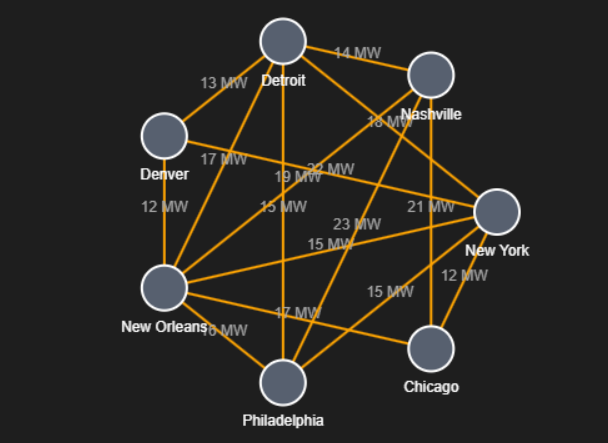 14 MW
13 MW
Detroit
Nashville
18 MW
17 MW
22 MW
Denver
19 MW
12 MW
15 MW
21 MW
23 MW
15 MW
New York
12 MW
15 MW
17 MW
New Orleans
16 MW
Chicago
Philadelphia